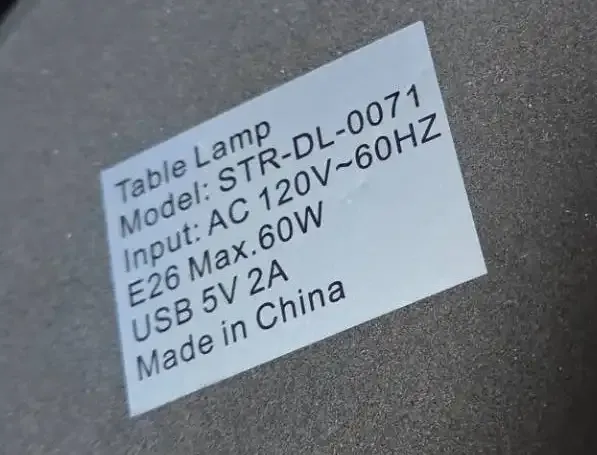 Table Lamp
Model: STR-DL-0071
Input: AC 120V~60HZ
E26 Max.60W
USB 5V 2A
Made in China